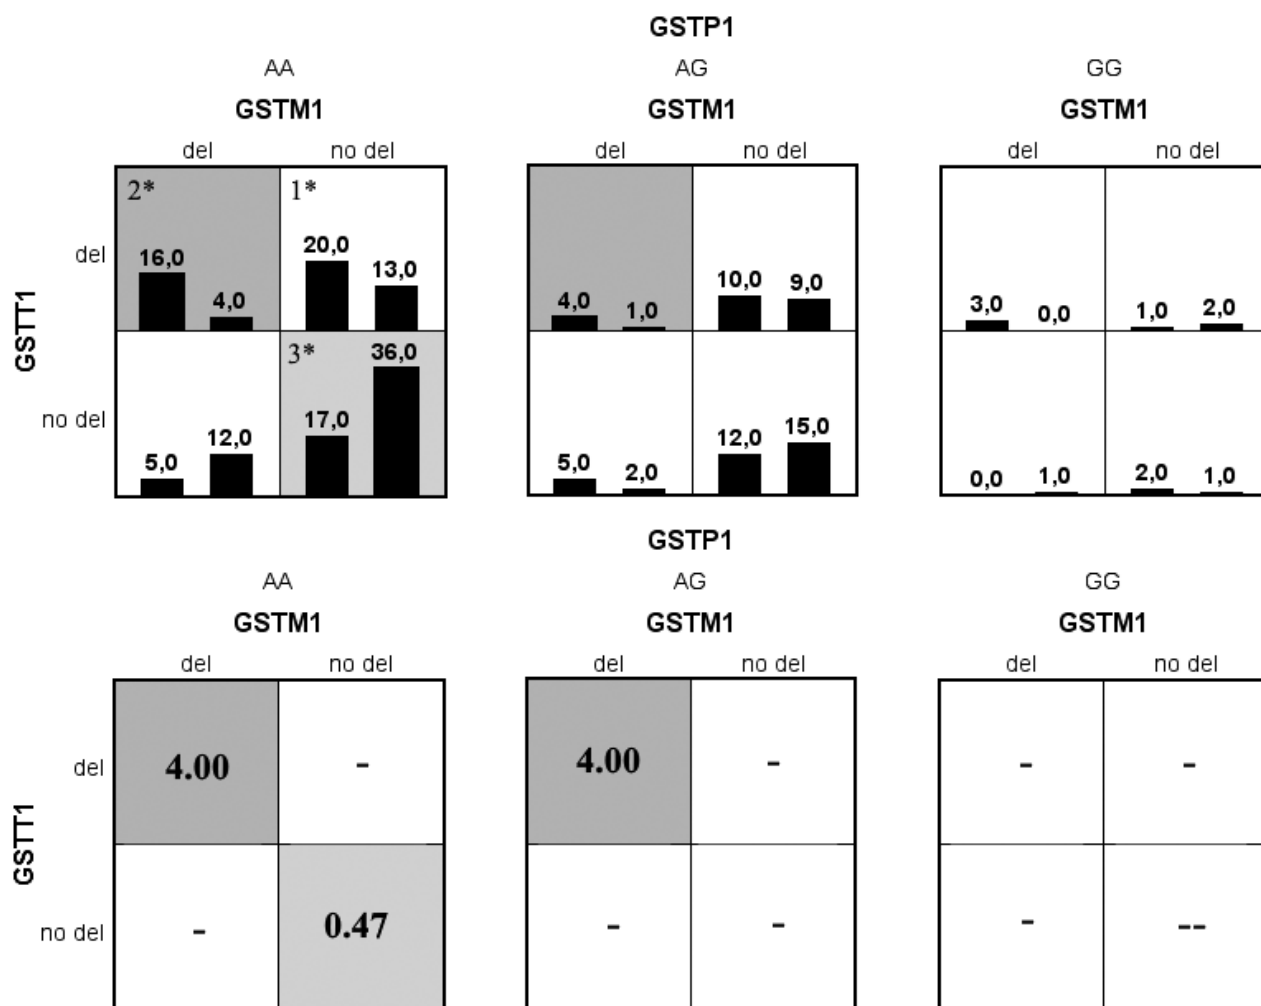 GSTP1
AA AG GG
GSTM1 GSTM1 GSTM1
del no del del no del del no del
2* 1*
GSTT1
del 16,0 4,0 20,0 13,0 4,0 1,0 10,0 9,0 3,0 0,0 1,0 2,0
3*
no del 5,0 12,0 17,0 36,0 5,0 2,0 12,0 15,0 0,0 1,0 2,0 1,0
GSTP1
AA AG GG
GSTM1 GSTM1 GSTM1
del no del del no del del no del
GSTT1
del 4.00 - 4.00 - - -
no del - 0.47 - - - --